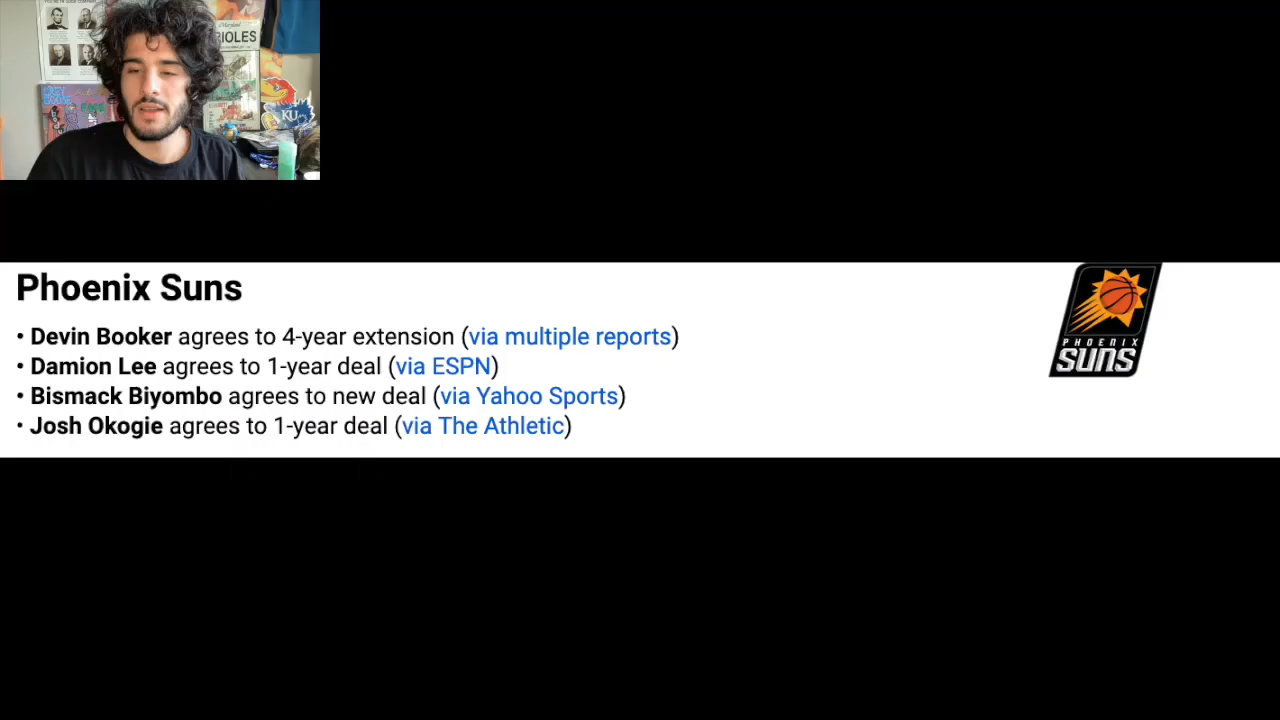 RIOLES
KU
Phoenix Suns
• Devin Booker agrees to 4-year extension (via multiple reports)
• Damion Lee agrees to 1-year deal (via ESPN)
• Bismack Biyombo agrees to new deal (via Yahoo Sports)
• Josh Okogie agrees to 1-year deal (via The Athletic)
PHOENIX
SUNS